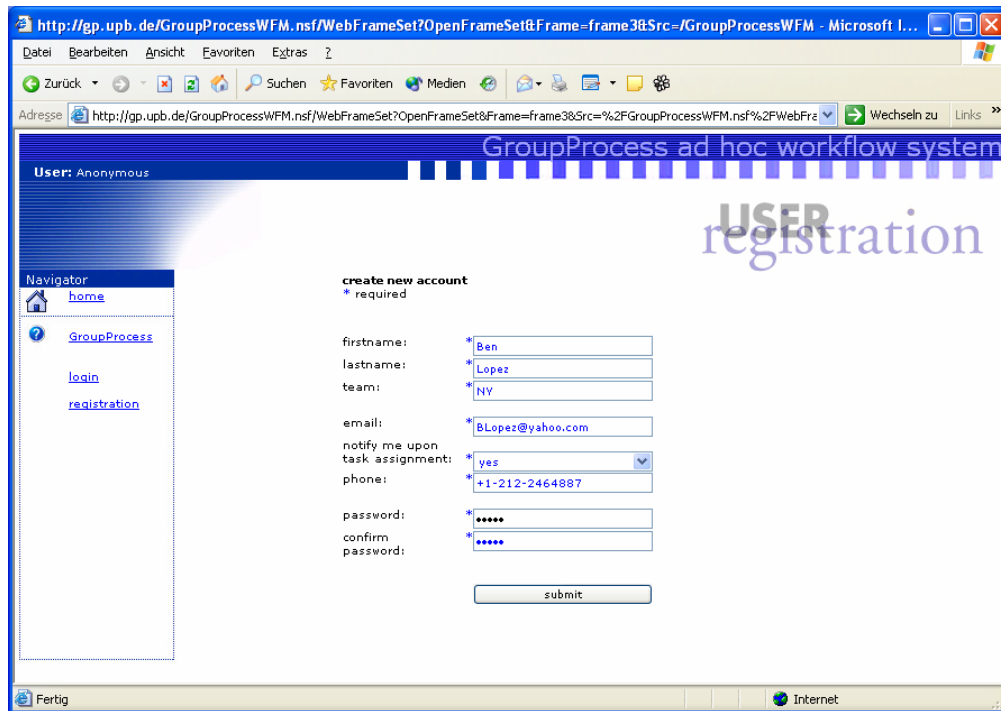 http://gp.upb.de/GroupProcessWFM.nsf/WebFrameSet?OpenFrameSet&Frame=frame3&Src=/GroupProcessWFM - Microsoft I...
Datei Bearbeiten Ansicht Favoriten Extras ?
Zurück Suchen Favoriten Medien
Adresse http://gp.upb.de/GroupProcessWFM.nsf/WebFrameSet?OpenFrameSet&Frame=frame3&Src=%2FGroupProcessWFM.nsf%2FWebFra Wechseln zu Links »
GroupProcess ad hoc workflow system
User: Anonymous
USER
registration
Navigator
home
GroupProcess
login
registration
create new account
* required
firstname: * Ben
lastname: * Lopez
team: * NY
email: * BLopez@yahoo.com
notify me upon
task assignment: * yes
phone: * +1-212-2464887
password: * •••••
confirm * •••••
password:
submit
Fertig Internet